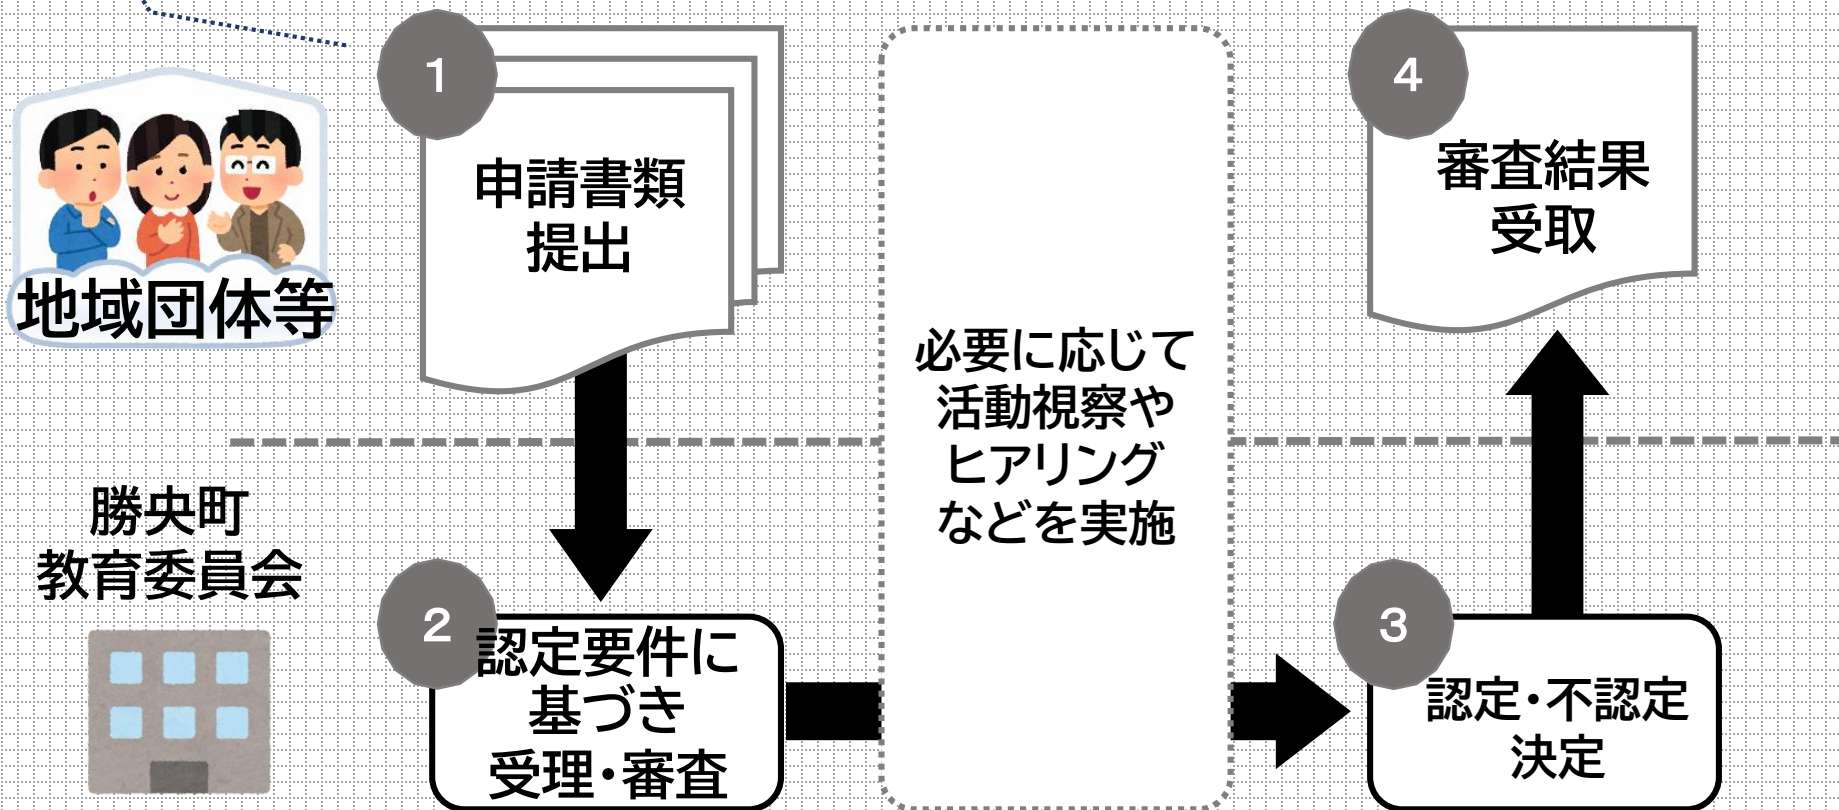 地域団体等
1
申請書類
提出
必要に応じて
活動視察や
ヒアリング
などを実施
4
審査結果
受取
勝央町
教育委員会
2
認定要件に
基づき
受理・審査
3
認定・不認定
決定